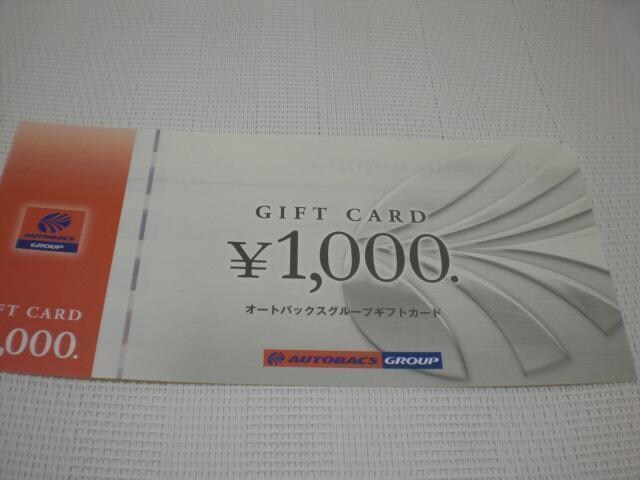 AUTOBACS
GROUP
FT CARD
,000.
GIFT CARD
¥1,000.
オートバックスグループギフトカード
AUTOBACS GROUP